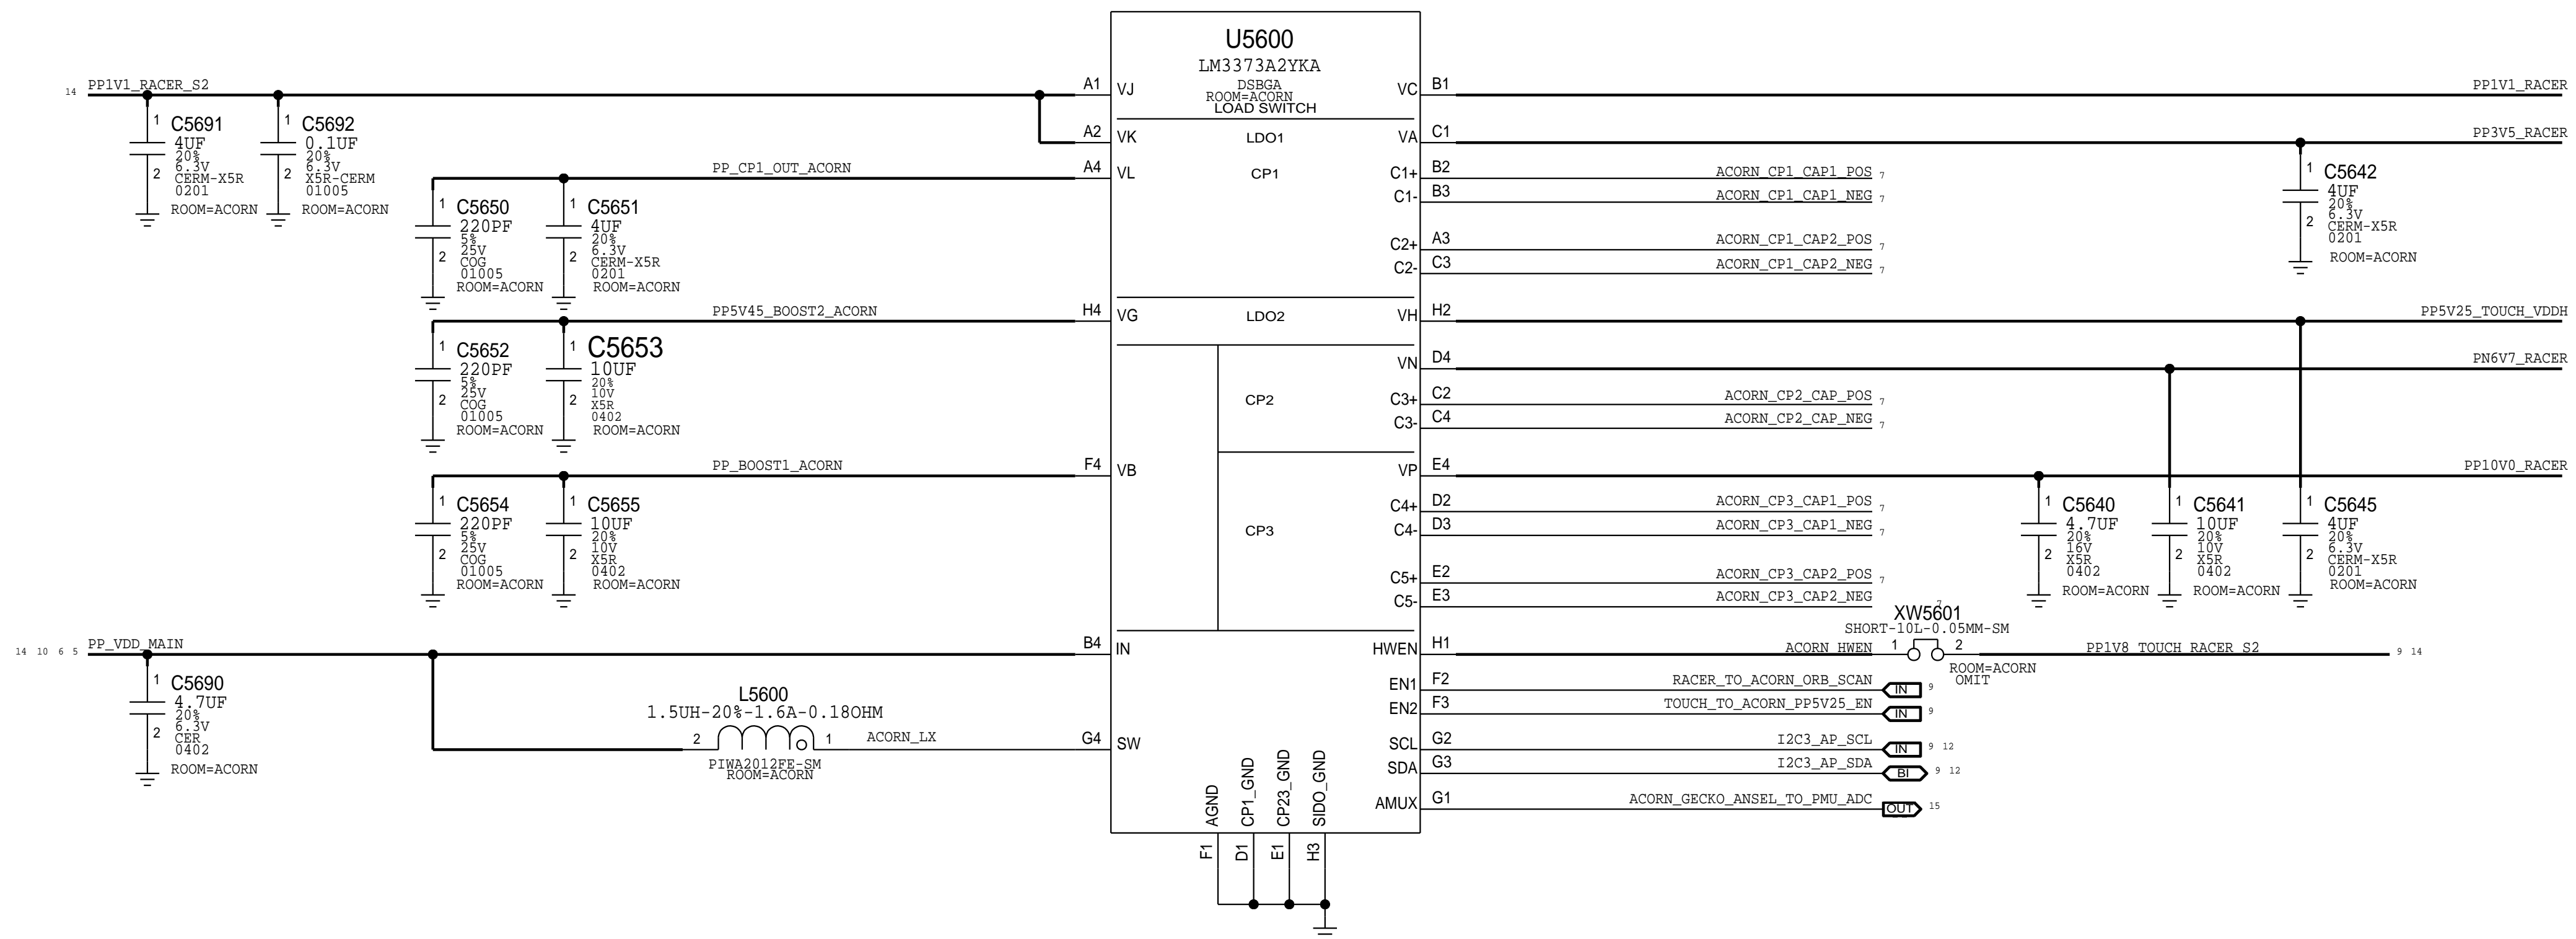 U5600
LM3373A2YKA
DSBGA
ROOM=ACORN
LOAD SWITCH
14 PP1V1_RACER_S2
A1 VJ
VC B1
PP1V1_RACER
A2 VK
LDO1
VA C1
PP3V5_RACER
1 C5691
4UF
20%
6.3V
2 CERM-X5R
0201
ROOM=ACORN
1 C5692
0.1UF
20%
6.3V
2 X5R-CERM
01005
ROOM=ACORN
PP_CP1_OUT_ACORN
A4 VL
CP1
C1+ B2 ACORN_CP1_CAP1_POS 7
C1- B3 ACORN_CP1_CAP1_NEG 7
C2+ A3 ACORN_CP1_CAP2_POS 7
C2- C3 ACORN_CP1_CAP2_NEG 7
1 C5642
4UF
20%
6.3V
2 CERM-X5R
0201
ROOM=ACORN
1 C5650
220PF
5%
25V
2 COG
01005
ROOM=ACORN
1 C5651
4UF
20%
6.3V
2 CERM-X5R
0201
ROOM=ACORN
PP5V45_BOOST2_ACORN
H4 VG
LDO2
VH H2
PP5V25_TOUCH_VDDH
1 C5652
220PF
5%
25V
2 COG
01005
ROOM=ACORN
1 C5653
10UF
20%
10V
2 X5R
0402
ROOM=ACORN
VN D4
PN6V7_RACER
CP2
C3+ C2 ACORN_CP2_CAP_POS 7
C3- C4 ACORN_CP2_CAP_NEG 7
PP_BOOST1_ACORN
F4 VB
VP E4
PP10V0_RACER
1 C5654
220PF
5%
25V
2 COG
01005
ROOM=ACORN
1 C5655
10UF
20%
10V
2 X5R
0402
ROOM=ACORN
CP3
C4+ D2 ACORN_CP3_CAP1_POS 7
C4- D3 ACORN_CP3_CAP1_NEG 7
C5+ E2 ACORN_CP3_CAP2_POS 7
C5- E3 ACORN_CP3_CAP2_NEG 7
1 C5640
4.7UF
20%
16V
2 X5R
0402
ROOM=ACORN
1 C5641
10UF
20%
10V
2 X5R
0402
ROOM=ACORN
1 C5645
4UF
20%
6.3V
2 CERM-X5R
0201
ROOM=ACORN
XW5601
SHORT-10L-0.05MM-SM
14 10 6 5 PP_VDD_MAIN
B4 IN
HWEN H1 ACORN_HWEN 1 2 PP1V8_TOUCH_RACER_S2 9 14
ROOM=ACORN
OMIT
1 C5690
4.7UF
20%
6.3V
2 CER
0402
ROOM=ACORN
L5600
1.5UH-20%-1.6A-0.18OHM
2 1 ACORN_LX
PIWA2012FE-SM
ROOM=ACORN
G4 SW
EN1 F2 RACER_TO_ACORN_ORB_SCAN IN 9
EN2 F3 TOUCH_TO_ACORN_PP5V25_EN IN 9
SCL G2 I2C3_AP_SCL IN 9 12
SDA G3 I2C3_AP_SDA BI 9 12
AMUX G1 ACORN_GECKO_ANSEL_TO_PMU_ADC OUT 15
AGND CP1_GND CP23_GND SIDO_GND
F1 D1 E1 H3